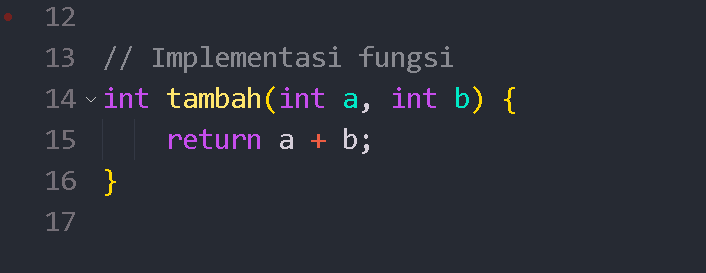 12
13 // Implementasi fungsi
14 int tambah(int a, int b) {
15     return a + b;
16 }
17